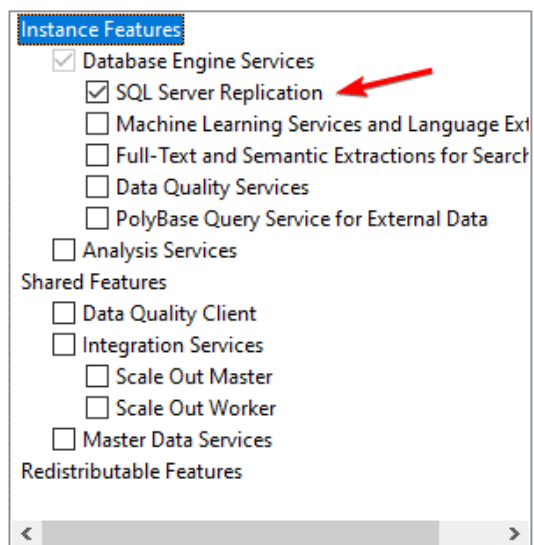 Instance Features
Database Engine Services
SQL Server Replication
Machine Learning Services and Language Ext
Full-Text and Semantic Extractions for Search
Data Quality Services
PolyBase Query Service for External Data
Analysis Services
Shared Features
Data Quality Client
Integration Services
Scale Out Master
Scale Out Worker
Master Data Services
Redistributable Features